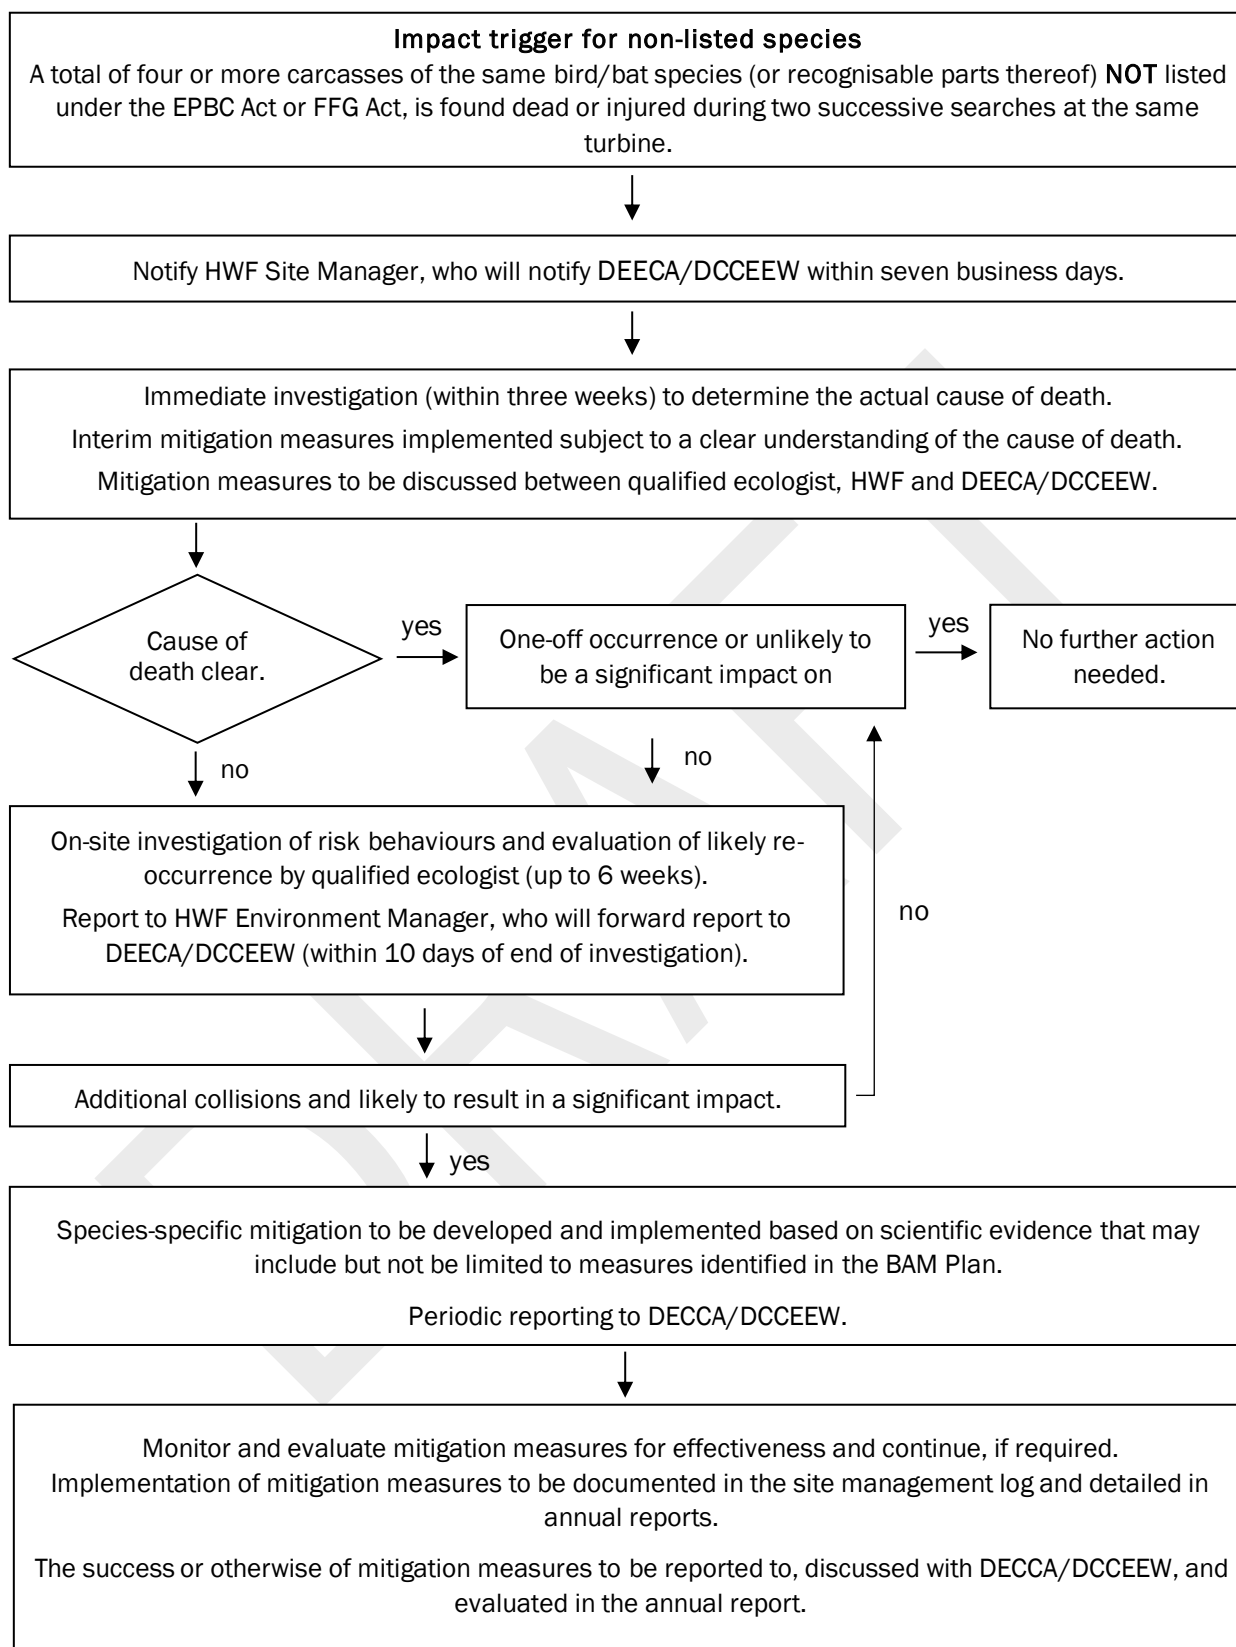 Impact trigger for non-listed species
A total of four or more carcasses of the same bird/bat species (or recognisable parts thereof) NOT listed
under the EPBC Act or FFG Act, is found dead or injured during two successive searches at the same
turbine.
Notify HWF Site Manager, who will notify DEECA/DCCEEW within seven business days.
Immediate investigation (within three weeks) to determine the actual cause of death.
Interim mitigation measures implemented subject to a clear understanding of the cause of death.
Mitigation measures to be discussed between qualified ecologist, HWF and DEECA/DCCEEW.
Cause of
death clear.
yes
One-off occurrence or unlikely to
be a significant impact on
yes
No further action
needed.
no
no
On-site investigation of risk behaviours and evaluation of likely re-
occurrence by qualified ecologist (up to 6 weeks).
Report to HWF Environment Manager, who will forward report to
DEECA/DCCEEW (within 10 days of end of investigation).
no
Additional collisions and likely to result in a significant impact.
yes
Species-specific mitigation to be developed and implemented based on scientific evidence that may
include but not be limited to measures identified in the BAM Plan.
Periodic reporting to DECCA/DCCEEW.
Monitor and evaluate mitigation measures for effectiveness and continue, if required.
Implementation of mitigation measures to be documented in the site management log and detailed in
annual reports.
The success or otherwise of mitigation measures to be reported to, discussed with DECCA/DCCEEW, and
evaluated in the annual report.
DRAFT